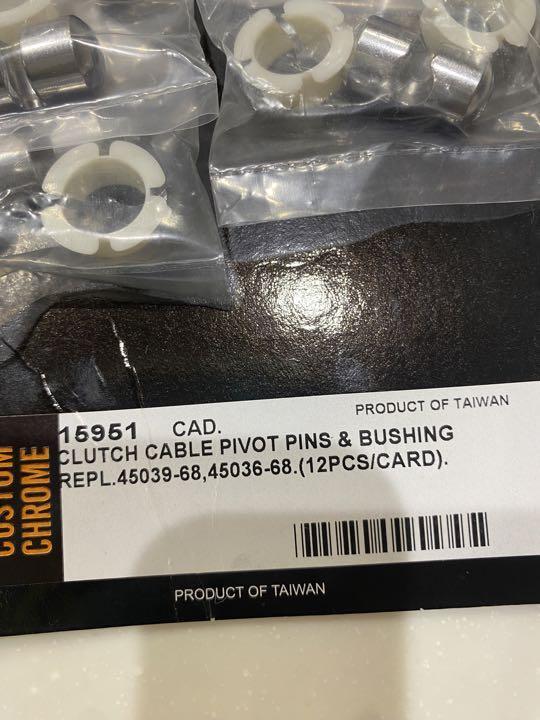 PRODUCT OF TAIWAN
15951 CAD.
CLUTCH CABLE PIVOT PINS & BUSHING
REPL.45039-68,45036-68.(12PCS/CARD).
CUSTOM
CHROME
PRODUCT OF TAIWAN